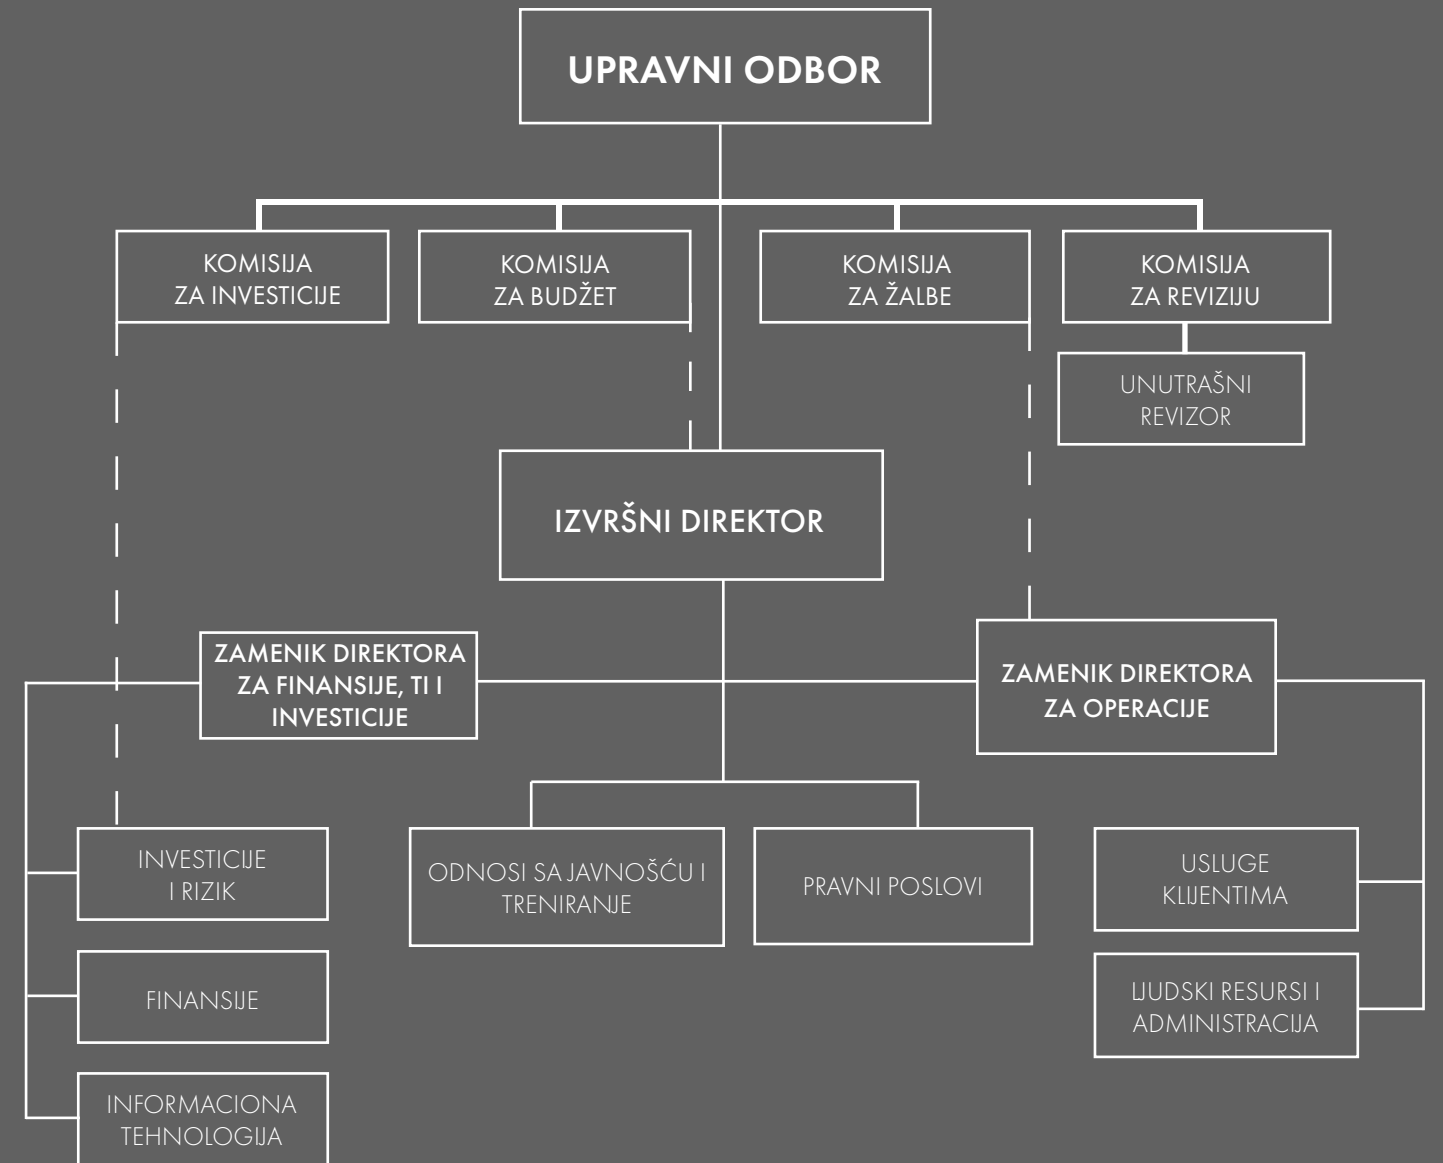 UPRAVNI ODBOR
KOMISIJA
ZA INVESTICIJE
KOMISIJA
ZA BUDŽET
KOMISIJA
ZA ŽALBE
KOMISIJA
ZA REVIZIJU
UNUTRAŠNI
REVIZOR
IZVRŠNI DIREKTOR
ZAMENIK DIREKTORA
ZA FINANSIJE, TI I
INVESTICIJE
ZAMENIK DIREKTORA
ZA OPERACIJE
INVESTICIJE
I RIZIK
ODNOSI SA JAVNOŠĆU I
TRENIRANJE
PRAVNI POSLOVI
USLUGE
KLIJENTIMA
FINANSIJE
LJUDSKI RESURSI I
ADMINISTRACIJA
INFORMACIONA
TEHNOLOGIJA